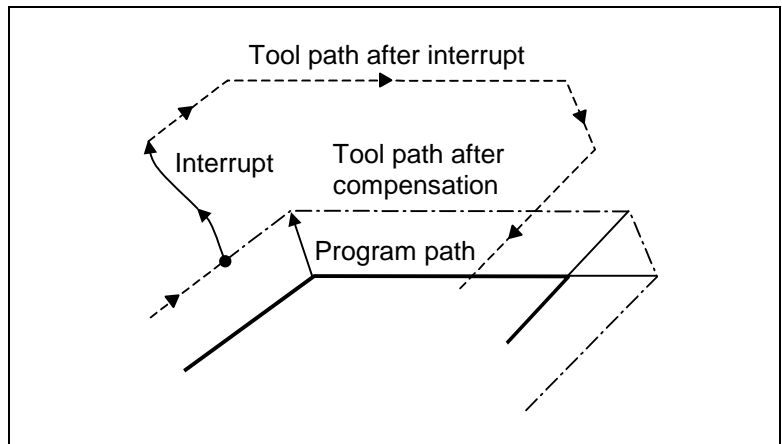 Tool path after interrupt
Interrupt
Tool path after
compensation
Program path